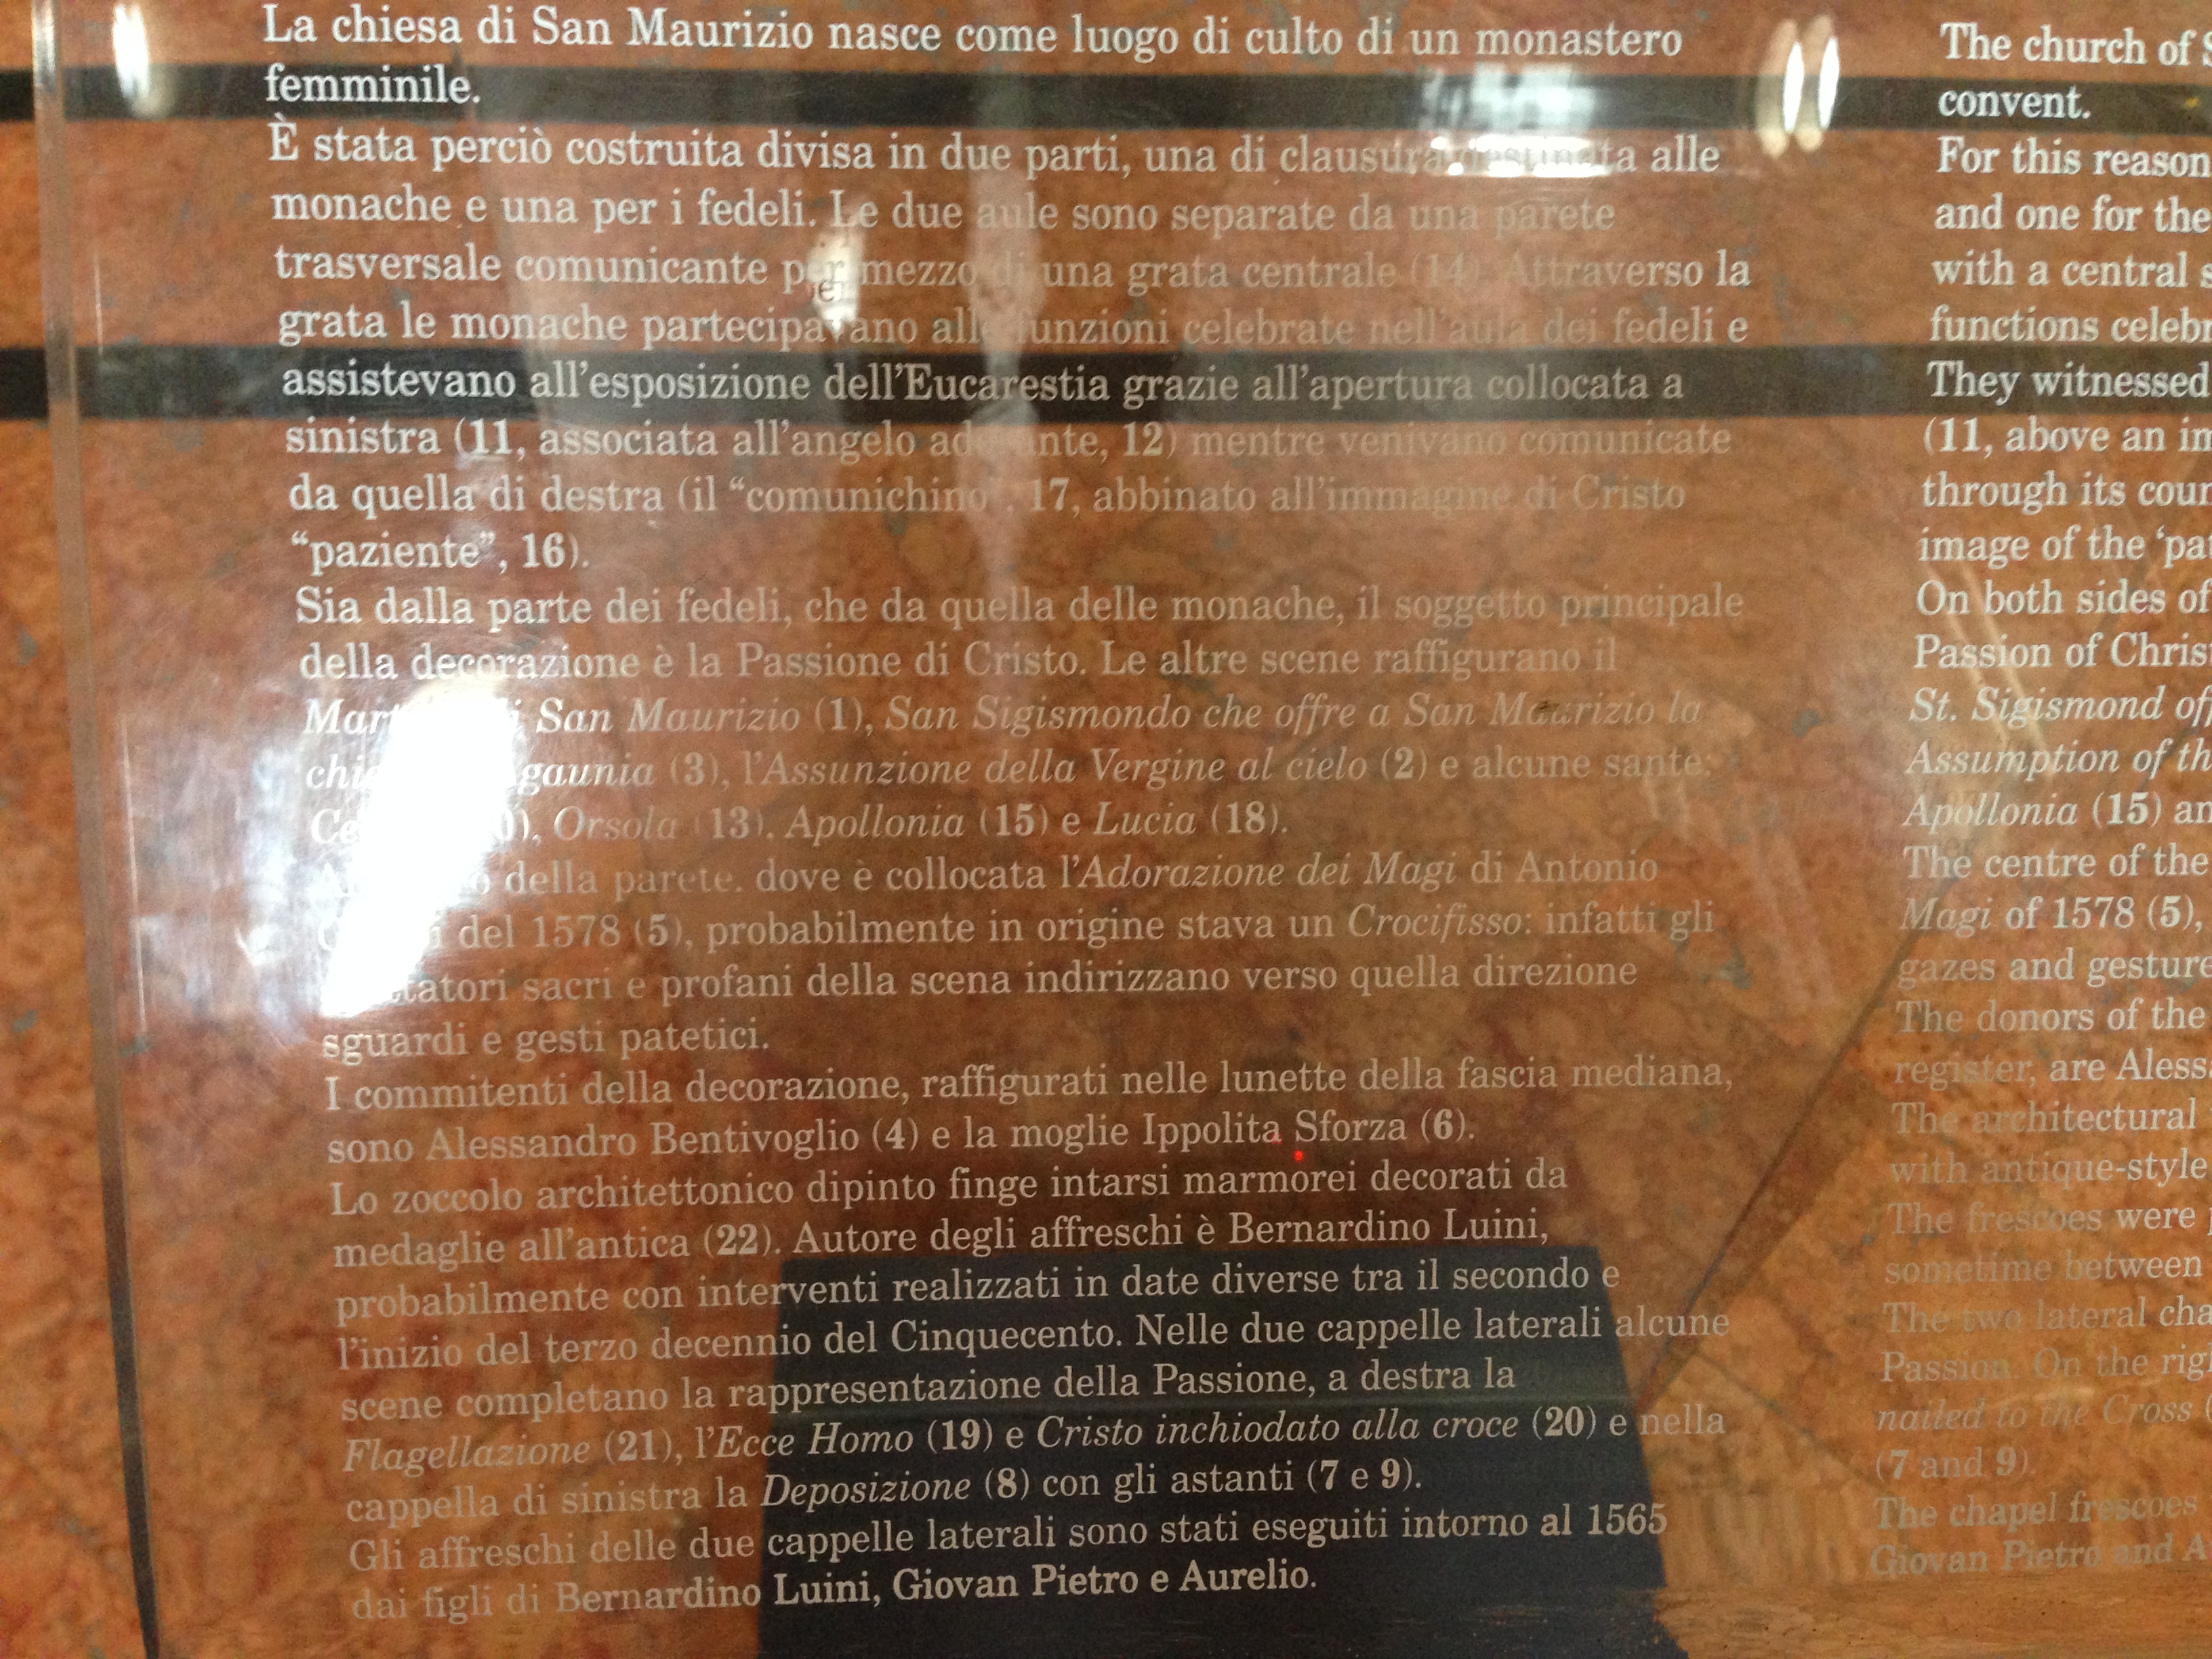 La chiesa di San Maurizio nasce come luogo di culto di un monastero
femminile.
È stata perciò costruita divisa in due parti, una di clausura destinata alle
monache e una per i fedeli. Le due aule sono separate da una parete
trasversale comunicante per mezzo di una grata centrale (14). Attraverso la
grata le monache partecipavano alle funzioni celebrate nell'aula dei fedeli e
assistevano all'esposizione dell'Eucarestia grazie all'apertura collocata a
sinistra (11, associata all'angelo adorante, 12) mentre venivano comunicate
da quella di destra (il “comunichino”, 17, abbinato all'immagine di Cristo
“paziente”, 16).
Sia dalla parte dei fedeli, che da quella delle monache, il soggetto principale
della decorazione è la Passione di Cristo. Le altre scene raffigurano il
San Maurizio (1), San Sigismondo che offre a San Maurizio la
(3), l'Assunzione della Vergine al cielo (2) e alcune sante:
Orsola (13), Apollonia (15) e Lucia (18).
della parete, dove è collocata l'Adorazione dei Magi di Antonio
del 1578 (5), probabilmente in origine stava un Crocifisso: infatti gli
sacri e profani della scena indirizzano verso quella direzione
sguardi e gesti patetici.
I commitenti della decorazione, raffigurati nelle lunette della fascia mediana,
sono Alessandro Bentivoglio (4) e la moglie Ippolita Sforza (6).
Lo zoccolo architettonico dipinto finge intarsi marmorei decorati da
medaglie all'antica (22). Autore degli affreschi è Bernardino Luini,
probabilmente con interventi realizzati in date diverse tra il secondo e
l'inizio del terzo decennio del Cinquecento. Nelle due cappelle laterali alcune
scene completano la rappresentazione della Passione, a destra la
Flagellazione (21), l'Ecce Homo (19) e Cristo inchiodato alla croce (20) e nella
cappella di sinistra la Deposizione (8) con gli astanti (7 e 9).
Gli affreschi delle due cappelle laterali sono stati eseguiti intorno al 1565
dai figli di Bernardino Luini, Giovan Pietro e Aurelio.
The church of
convent.
For this reason
and one for the
with a central
functions
They witnessed
(11, above an
through its
image of the
On both sides of
Passion of
St. Sigismond
Assumption of
Apollonia (15)
The centre of the
Magi of 1578 (5),
gazes and
The donors of the
register, are
The architectural
with antique-style
The frescoes were
sometime between
The two lateral
Passion. On the
nailed to the Cross
(7 and 9).
The chapel frescoes
Giovan Pietro and